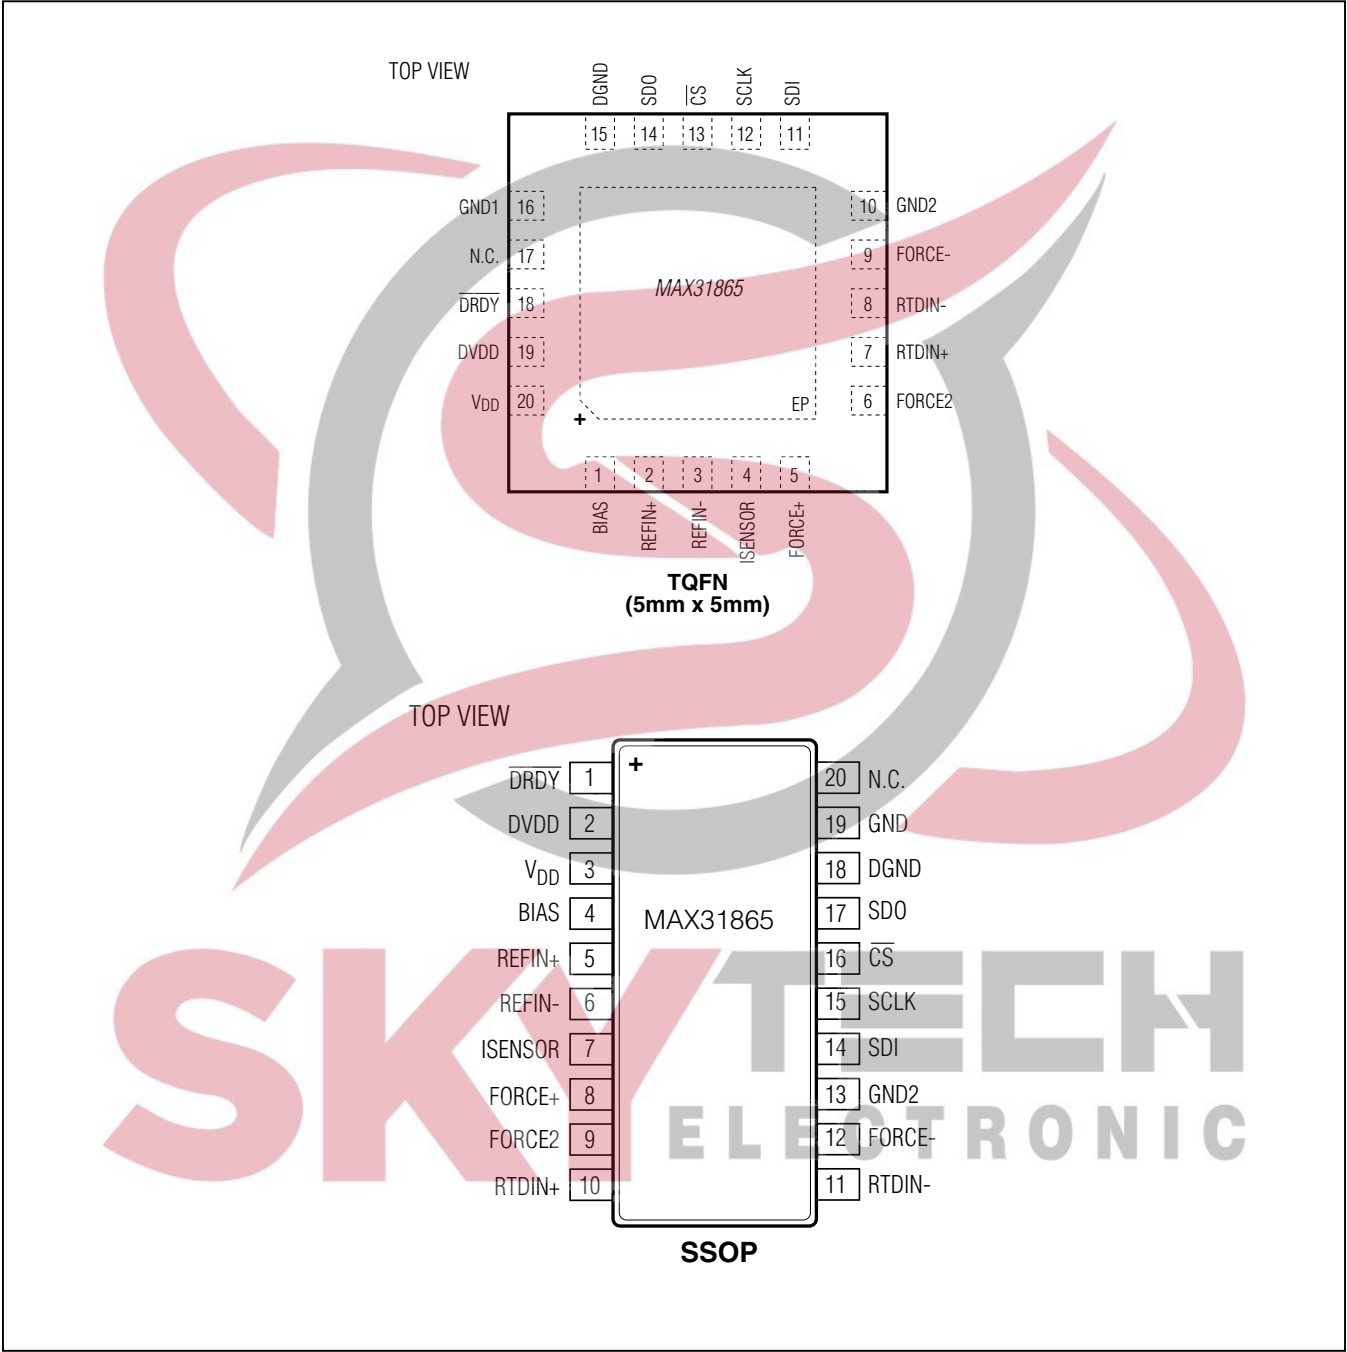 TOP VIEW
DGND
SDO
CS
SCLK
SDI
15 14 13 12 11
GND1 16
N.C. 17
DRDY 18
DVDD 19
VDD 20
10 GND2
9 FORCE-
8 RTDIN-
7 RTDIN+
6 FORCE2
MAX31865
EP
+
1 2 3 4 5
BIAS
REFIN+
REFIN-
ISENSOR
FORCE+
TQFN
(5mm x 5mm)
TOP VIEW
+
DRDY 1
DVDD 2
VDD 3
BIAS 4
REFIN+ 5
REFIN- 6
ISENSOR 7
FORCE+ 8
FORCE2 9
RTDIN+ 10
MAX31865
20 N.C.
19 GND
18 DGND
17 SDO
16 CS
15 SCLK
14 SDI
13 GND2
12 FORCE-
11 RTDIN-
SSOP
SKYTECH
ELECTRONIC